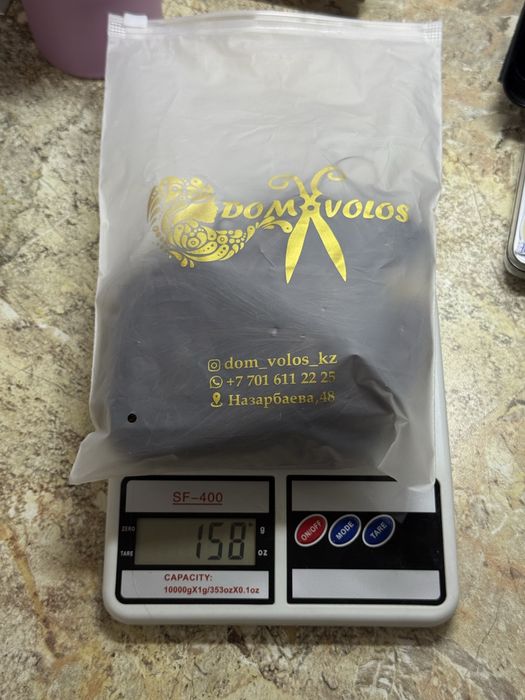 DOM VOLOS
dom_volos_kz
+7 701 611 22 25
Назарбаева,48
SF-400
ZERO
TARE
158
g
oz
ON/OFF
MODE
TARE
CAPACITY:
10000gX1g/353ozX0.1oz